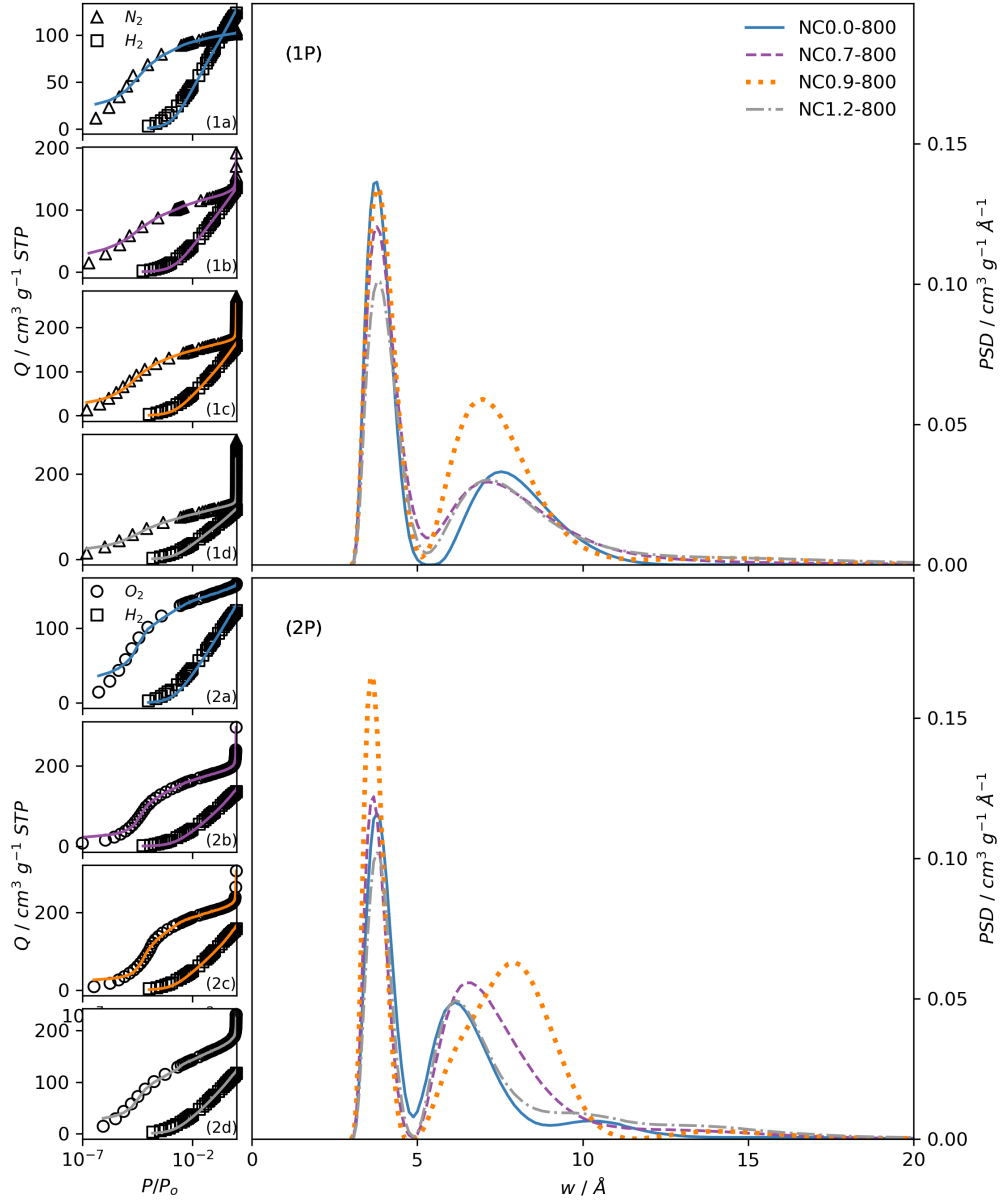 N₂
H₂
100
50
0
(1a)
200
100
0
(1b)
200
100
0
(1c)
200
0
(1d)
Q / cm³ g⁻¹ STP
(1P)
NC0.0-800
NC0.7-800
NC0.9-800
NC1.2-800
0.15
0.10
0.05
0.00
PSD / cm³ g⁻¹ Å⁻¹
O₂
H₂
100
0
(2a)
200
0
(2b)
200
0
(2c)
200
100
0
(2d)
Q / cm³ g⁻¹ STP
10⁻⁷
10⁻²
P/Pₒ
(2P)
0.15
0.10
0.05
0.00
PSD / cm³ g⁻¹ Å⁻¹
0
5
10
15
20
w / Å